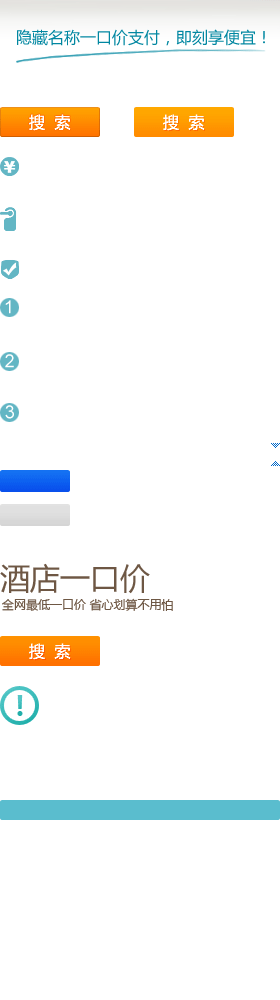 隐藏名称一口价支付，即刻享便宜！
搜 索 搜 索
¥
1
2
3
酒店一口价
全网最低一口价 省心划算不用怕
搜 索
!